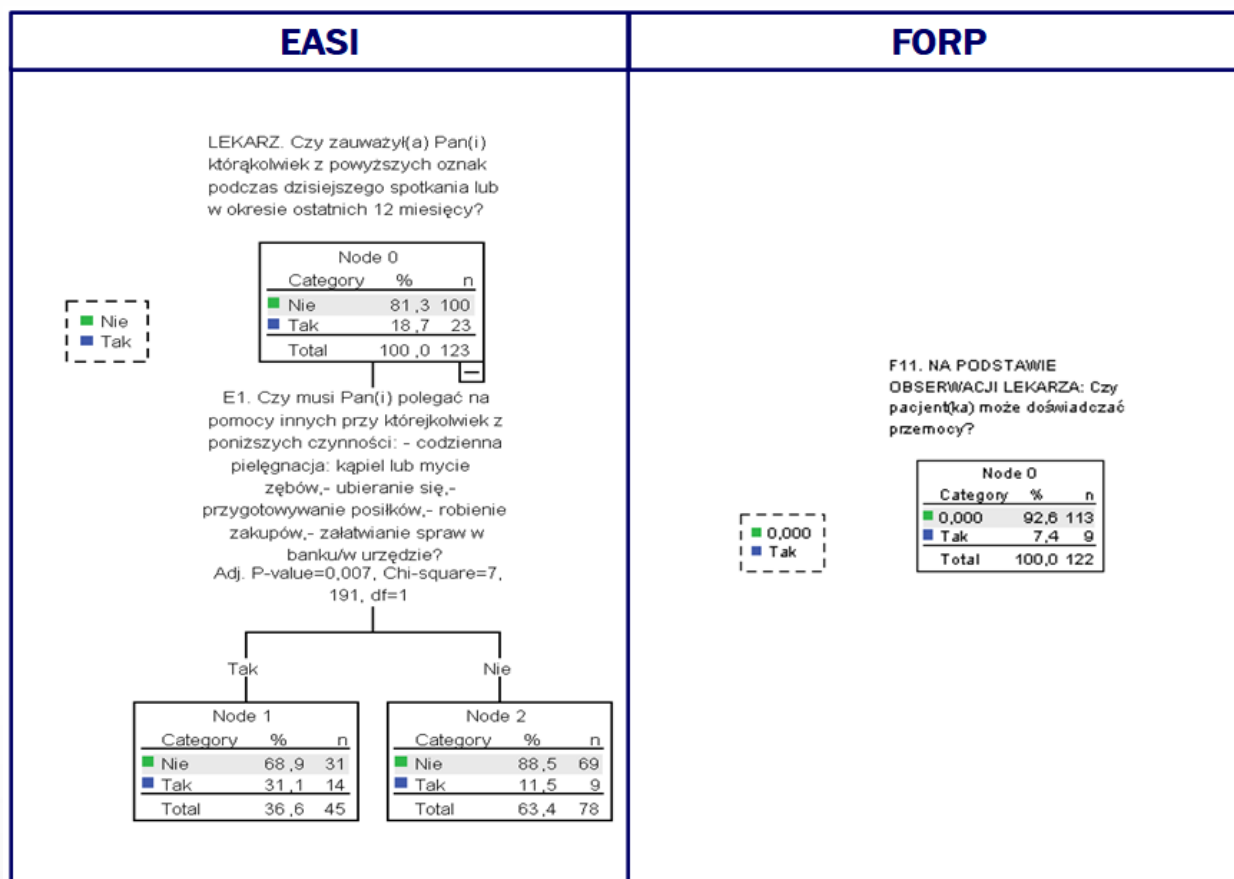 EASI
FORP
LEKARZ. Czy zauważył(a) Pan(i)
którąkolwiek z powyższych oznak
podczas dzisiejszego spotkania lub
w okresie ostatnich 12 miesięcy?
Node 0
Category % n
Nie 81,3 100
Tak 18,7 23
Total 100,0 123
Nie
Tak
E1. Czy musi Pan(i) polegać na
pomocy innych przy którejkolwiek z
poniższych czynności: - codzienna
pielęgnacja: kąpiel lub mycie
zębów,- ubieranie się,-
przygotowywanie posiłków,- robienie
zakupów,- załatwianie spraw w
banku/w urzędzie?
Adj. P-value=0,007, Chi-square=7,
191, df=1
Tak
Nie
Node 1
Category % n
Nie 68,9 31
Tak 31,1 14
Total 36,6 45
Node 2
Category % n
Nie 88,5 69
Tak 11,5 9
Total 63,4 78
F11. NA PODSTAWIE
OBSERWACJI LEKARZA: Czy
pacjent(ka) może doświadczać
przemocy?
Node 0
Category % n
0,000 92,6 113
Tak 7,4 9
Total 100,0 122
0,000
Tak